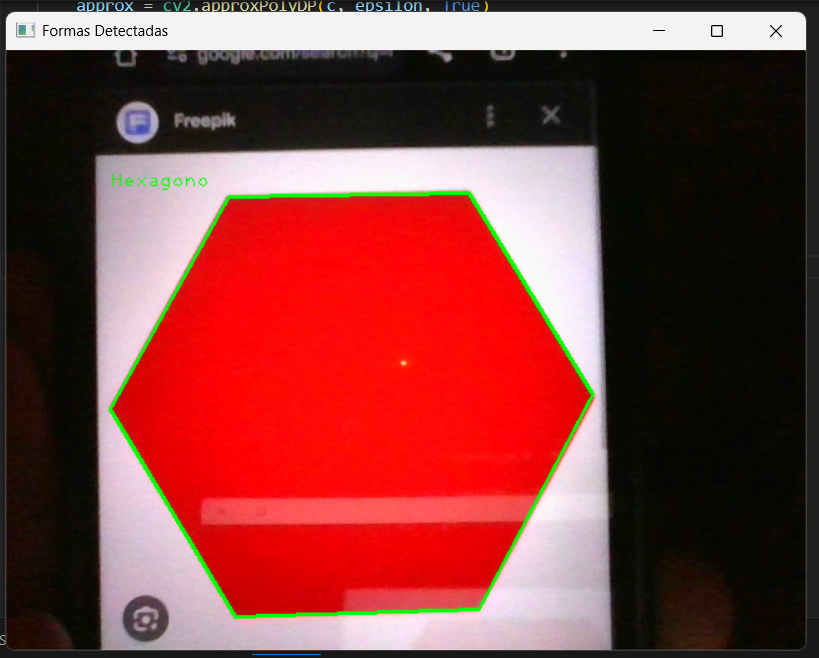 approx = cv2.approxPolyDP(c, epsilon, True)
Formas Detectadas
google.com/search?q=
Freepik
Hexagono